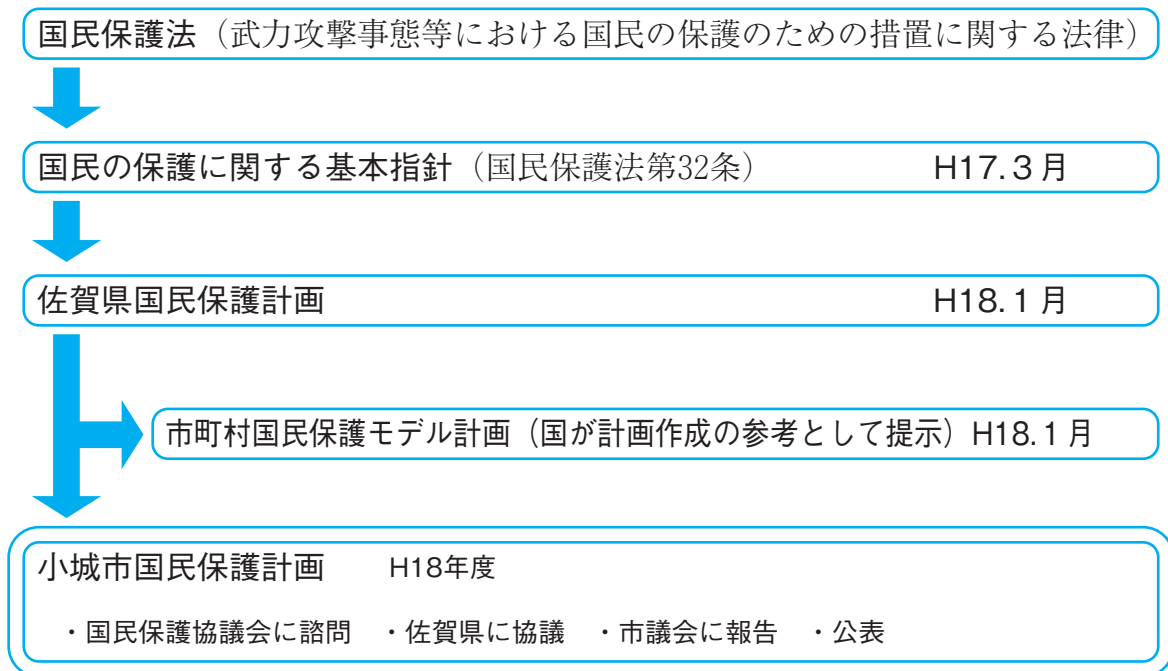 国民保護法（武力攻撃事態等における国民の保護のための措置に関する法律）
国民の保護に関する基本指針（国民保護法第32条） H17.3月
佐賀県国民保護計画 H18.1月
市町村国民保護モデル計画（国が計画作成の参考として提示）H18.1月
小城市国民保護計画 H18年度
・国民保護協議会に諮問 ・佐賀県に協議 ・市議会に報告 ・公表